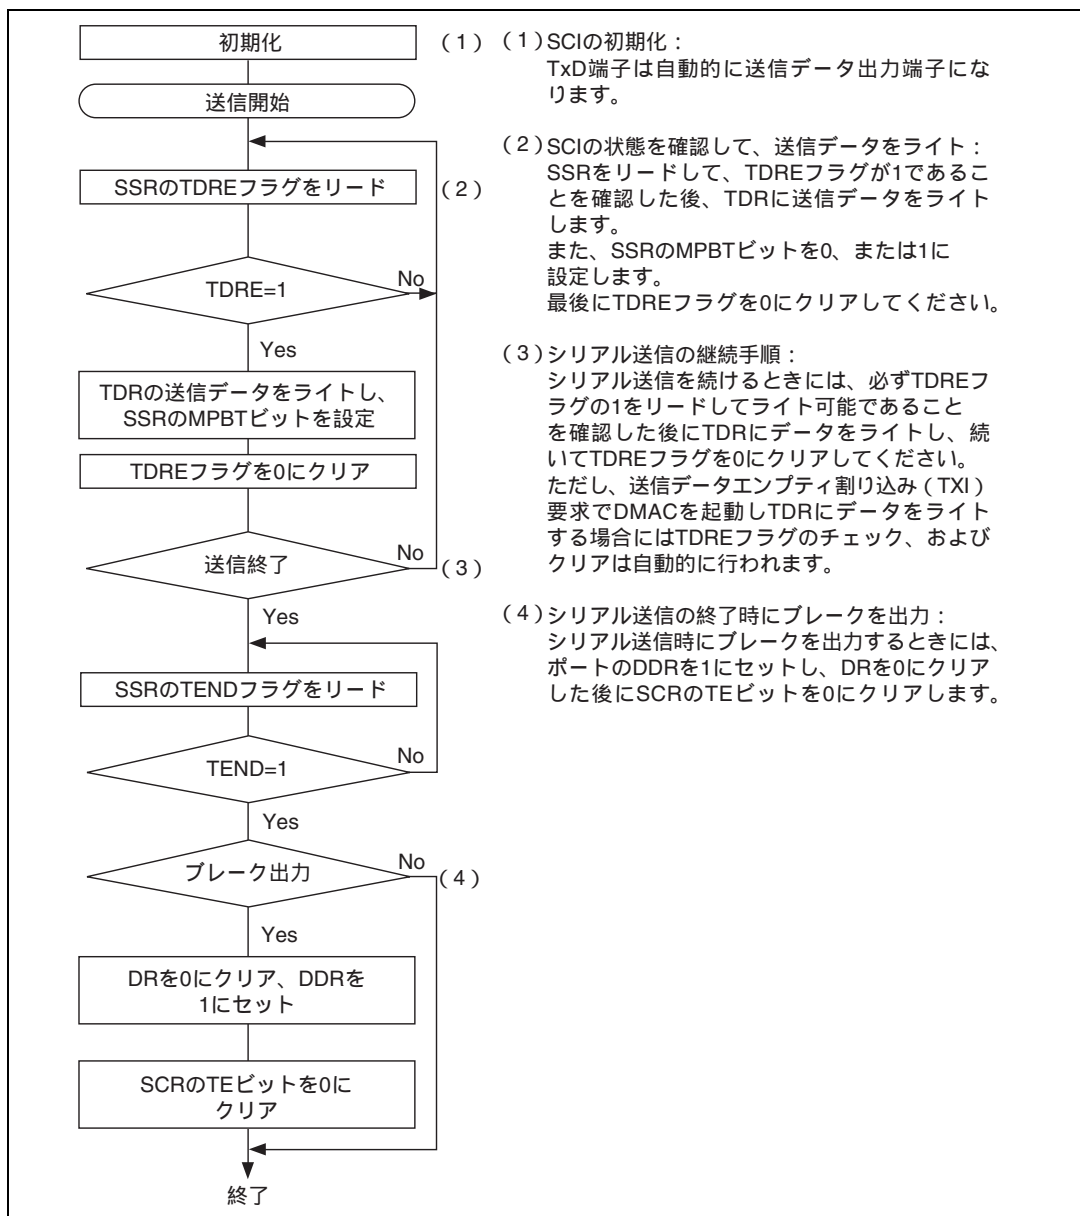 初期化
(1)
送信開始
SSRのTDREフラグをリード
(2)
TDRE=1
No
Yes
TDRの送信データをライトし、
SSRのMPBTビットを設定
TDREフラグを0にクリア
送信終了
No
(3)
Yes
SSRのTENDフラグをリード
TEND=1
No
Yes
ブレーク出力
No
(4)
Yes
DRを0にクリア、DDRを
1にセット
SCRのTEビットを0に
クリア
終了
(1)SCIの初期化:
TxD端子は自動的に送信データ出力端子にな
ります。
(2)SCIの状態を確認して、送信データをライト:
SSRをリードして、TDREフラグが1であるこ
とを確認した後、TDRに送信データをライト
します。
また、SSRのMPBTビットを0、または1に
設定します。
最後にTDREフラグを0にクリアしてください。
(3)シリアル送信の継続手順:
シリアル送信を続けるときには、必ずTDREフ
ラグの1をリードしてライト可能であること
を確認した後にTDRにデータをライトし、続
いてTDREフラグを0にクリアしてください。
ただし、送信データエンプティ割り込み(TXI)
要求でDMACを起動しTDRにデータをライト
する場合にはTDREフラグのチェック、および
クリアは自動的に行われます。
(4)シリアル送信の終了時にブレークを出力:
シリアル送信時にブレークを出力するときには、
ポートのDDRを1にセットし、DRを0にクリア
した後にSCRのTEビットを0にクリアします。